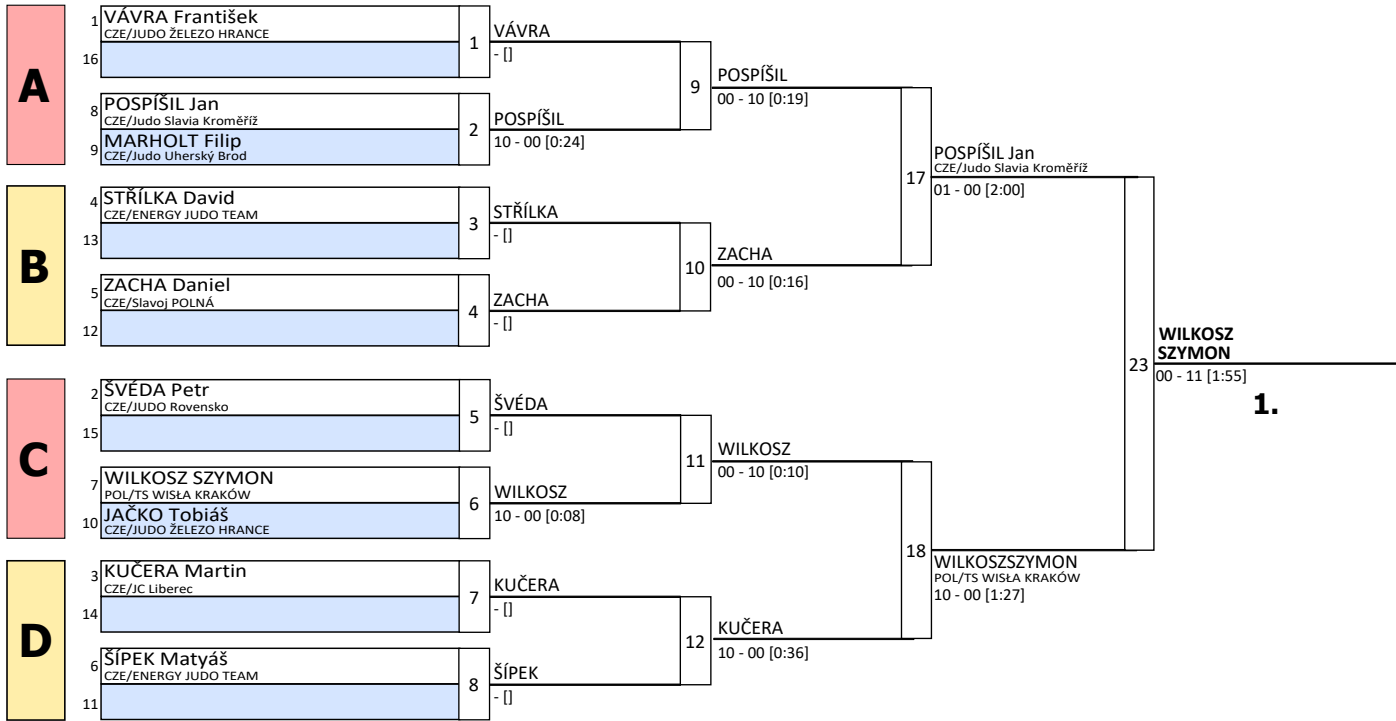 A
1 VÁVRA František
CZE/JUDO ŽELEZO HRANCE
16
1
VÁVRA
- []
8 POSPÍŠIL Jan
CZE/Judo Slavia Kroměříž
9 MARHOLT Filip
CZE/Judo Uherský Brod
2
POSPÍŠIL
10 - 00 [0:24]
9
POSPÍŠIL
00 - 10 [0:19]
B
4 STŘÍLKA David
CZE/ENERGY JUDO TEAM
13
3
STŘÍLKA
- []
5 ZACHA Daniel
CZE/Slavoj POLNÁ
12
4
ZACHA
- []
10
ZACHA
00 - 10 [0:16]
17
POSPÍŠIL Jan
CZE/Judo Slavia Kroměříž
01 - 00 [2:00]
C
2 ŠVÉDA Petr
CZE/JUDO Rovensko
15
5
ŠVÉDA
- []
7 WILKOSZ SZYMON
POL/TS WISŁA KRAKÓW
10 JAČKO Tobiáš
CZE/JUDO ŽELEZO HRANCE
6
WILKOSZ
10 - 00 [0:08]
11
WILKOSZ
00 - 10 [0:10]
D
3 KUČERA Martin
CZE/JC Liberec
14
7
KUČERA
- []
6 ŠÍPEK Matyáš
CZE/ENERGY JUDO TEAM
11
8
ŠÍPEK
- []
12
KUČERA
10 - 00 [0:36]
18
WILKOSZSZYMON
POL/TS WISŁA KRAKÓW
10 - 00 [1:27]
23
WILKOSZ
SZYMON
00 - 11 [1:55]
1.